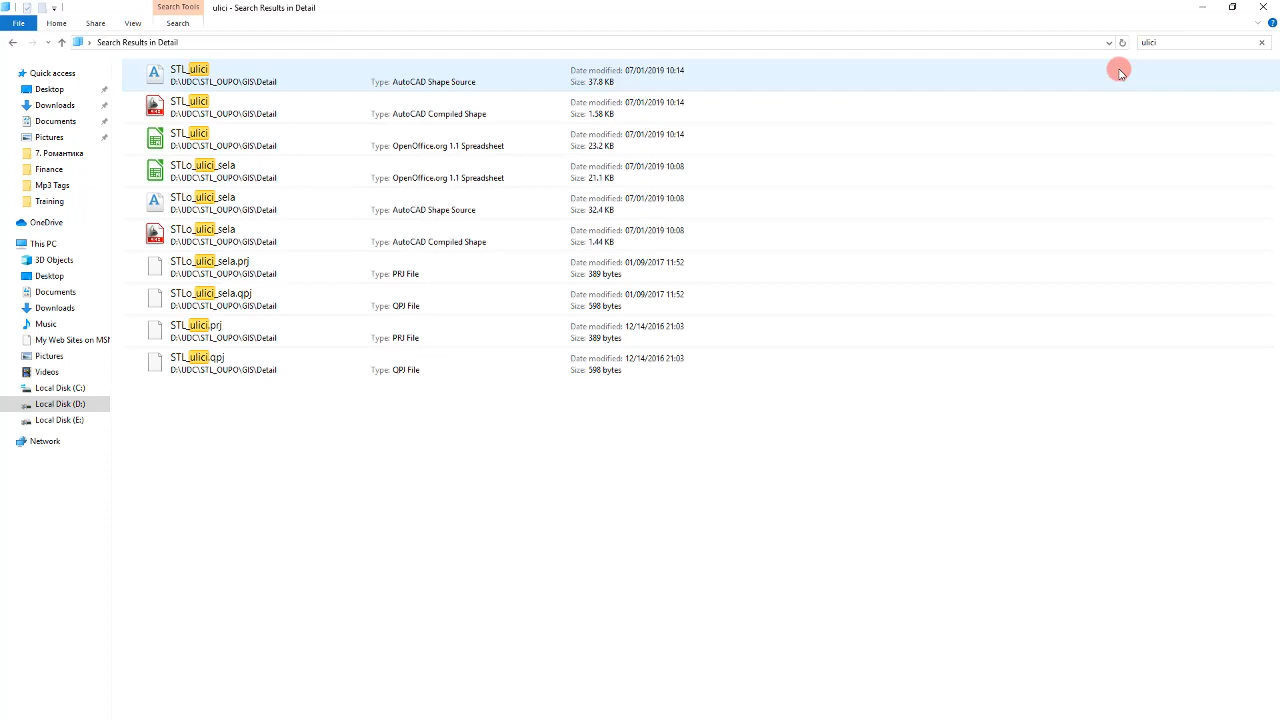 Search Tools
ulici - Search Results in Detail
File Home Share View Search
Search Results in Detail
ulici
Quick access
Desktop
Downloads
Documents
Pictures
7. Романтика
Finance
Mp3 Tags
Training
OneDrive
This PC
3D Objects
Desktop
Documents
Downloads
Music
My Web Sites on MSN
Pictures
Videos
Local Disk (C:)
Local Disk (D:)
Local Disk (E:)
Network
STL_ulici Date modified: 07/01/2019 10:14
D:\UDC\STL_OUPO\GIS\Detail Type: AutoCAD Shape Source Size: 37.8 KB
STL_ulici Date modified: 07/01/2019 10:14
D:\UDC\STL_OUPO\GIS\Detail Type: AutoCAD Compiled Shape Size: 1.58 KB
STL_ulici Date modified: 07/01/2019 10:14
D:\UDC\STL_OUPO\GIS\Detail Type: OpenOffice.org 1.1 Spreadsheet Size: 23.2 KB
STLo_ulici_sela Date modified: 07/01/2019 10:08
D:\UDC\STL_OUPO\GIS\Detail Type: OpenOffice.org 1.1 Spreadsheet Size: 21.1 KB
STLo_ulici_sela Date modified: 07/01/2019 10:08
D:\UDC\STL_OUPO\GIS\Detail Type: AutoCAD Shape Source Size: 32.4 KB
STLo_ulici_sela Date modified: 07/01/2019 10:08
D:\UDC\STL_OUPO\GIS\Detail Type: AutoCAD Compiled Shape Size: 1.44 KB
STLo_ulici_sela.prj Date modified: 01/09/2017 11:52
D:\UDC\STL_OUPO\GIS\Detail Type: PRJ File Size: 389 bytes
STLo_ulici_sela.qpj Date modified: 01/09/2017 11:52
D:\UDC\STL_OUPO\GIS\Detail Type: QPJ File Size: 598 bytes
STL_ulici.prj Date modified: 12/14/2016 21:03
D:\UDC\STL_OUPO\GIS\Detail Type: PRJ File Size: 389 bytes
STL_ulici.qpj Date modified: 12/14/2016 21:03
D:\UDC\STL_OUPO\GIS\Detail Type: QPJ File Size: 598 bytes